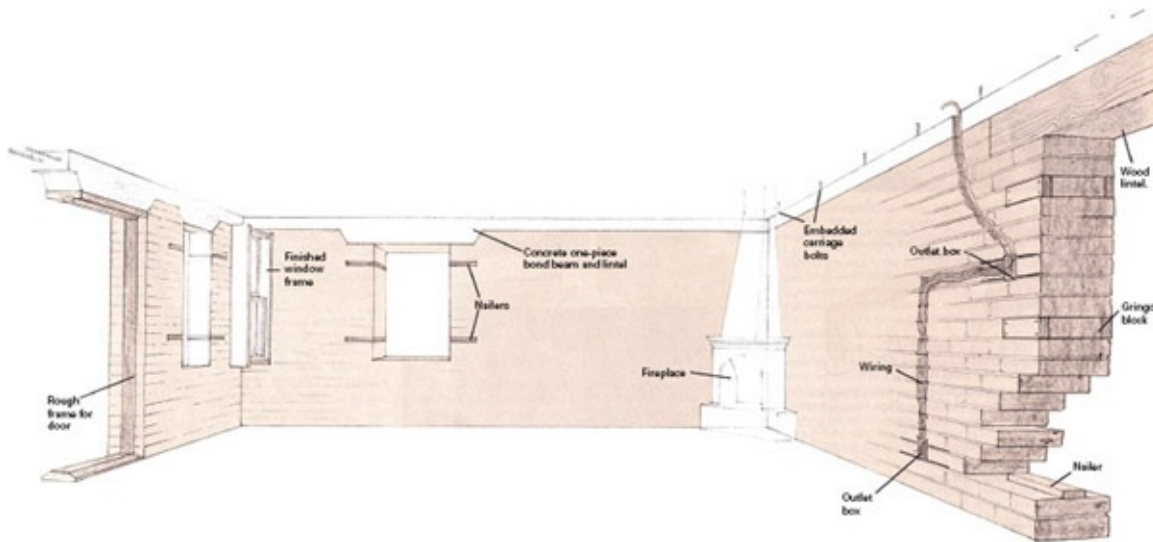 Finished
window
frame
Concrete one-piece
bond beam and lintel
Nailers
Embedded
carriage
bolts
Wood
lintel.
Outlet box
Gringo
block
Fireplace
Wiring
Rough
frame for
door
Nailer
Outlet
box